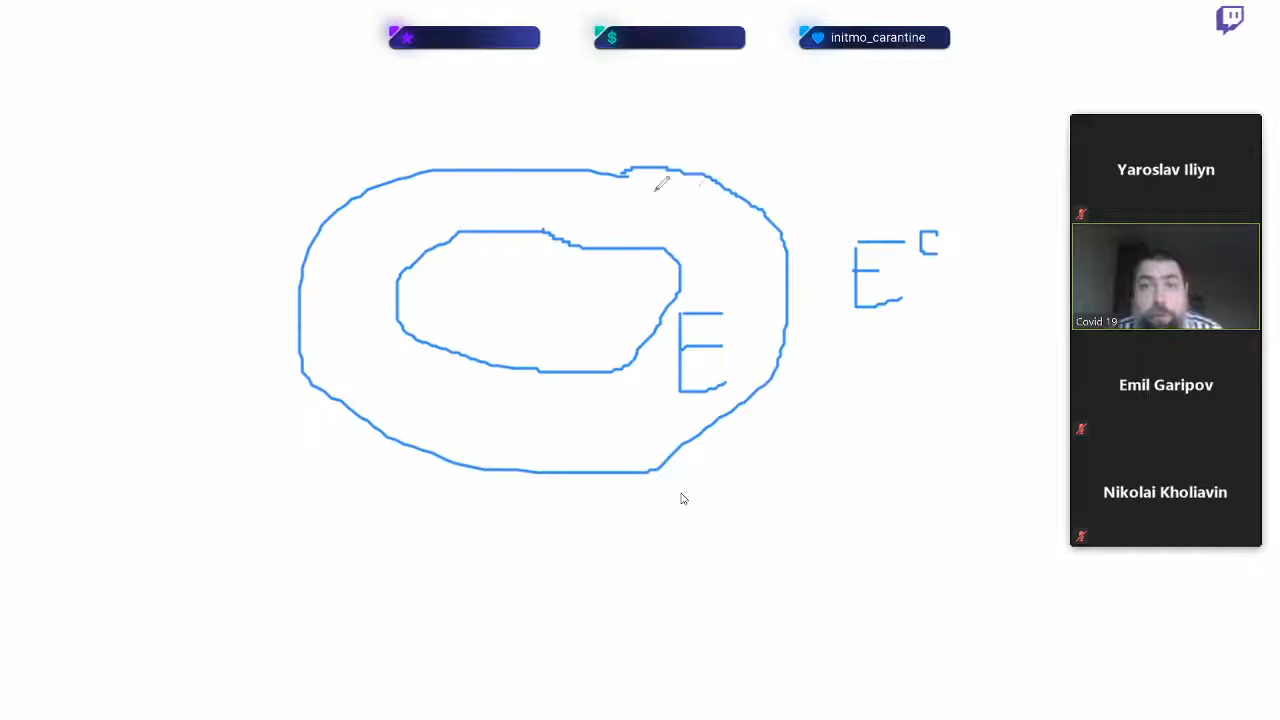 initmo_carantine
Yaroslav Iliyn
E^c
Covid 19
E
Emil Garipov
Nikolai Kholiavin